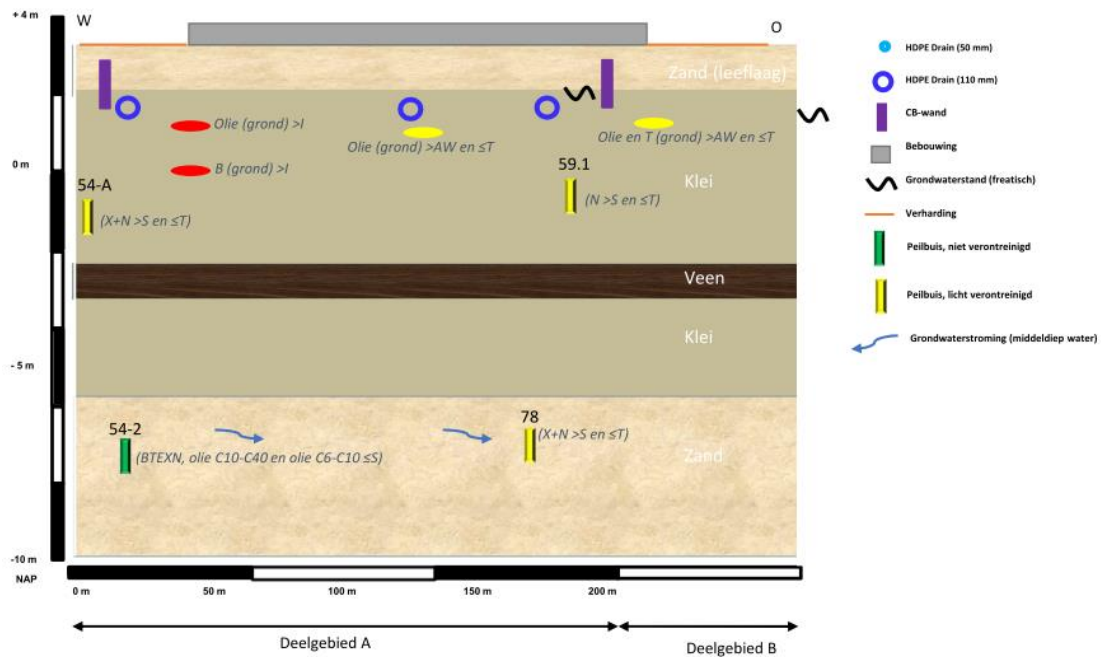 + 4 m
W
O
Zand (leeflaag)
Olie (grond) >I
Olie (grond) >AW en ≤T
Olie en T (grond) >AW en ≤T
0 m
B (grond) >I
59.1
54-A
Klei
(X+N >S en ≤T)
(N >S en ≤T)
Veen
Klei
- 5 m
54-2
78
(X+N >S en ≤T)
(BTEXN, olie C10-C40 en olie C6-C10 ≤S)
Zand
-10 m
NAP
0 m
50 m
100 m
150 m
200 m
Deelgebied A
Deelgebied B
HDPE Drain (50 mm)
HDPE Drain (110 mm)
CB-wand
Bebouwing
Grondwaterstand (freatisch)
Verharding
Peilbuis, niet verontreinigd
Peilbuis, licht verontreinigd
Grondwaterstroming (middeldiep water)